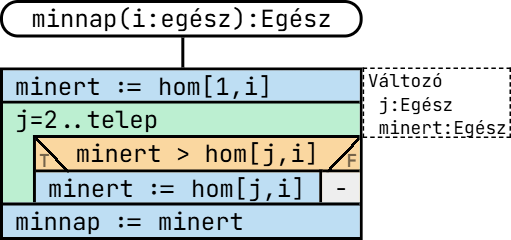 minnap(i:egész):Egész
minert := hom[1,i]
Változó
j:Egész
minert:Egész
j=2..telep
T
minert > hom[j,i]
F
minert := hom[j,i]
-
minnap := minert